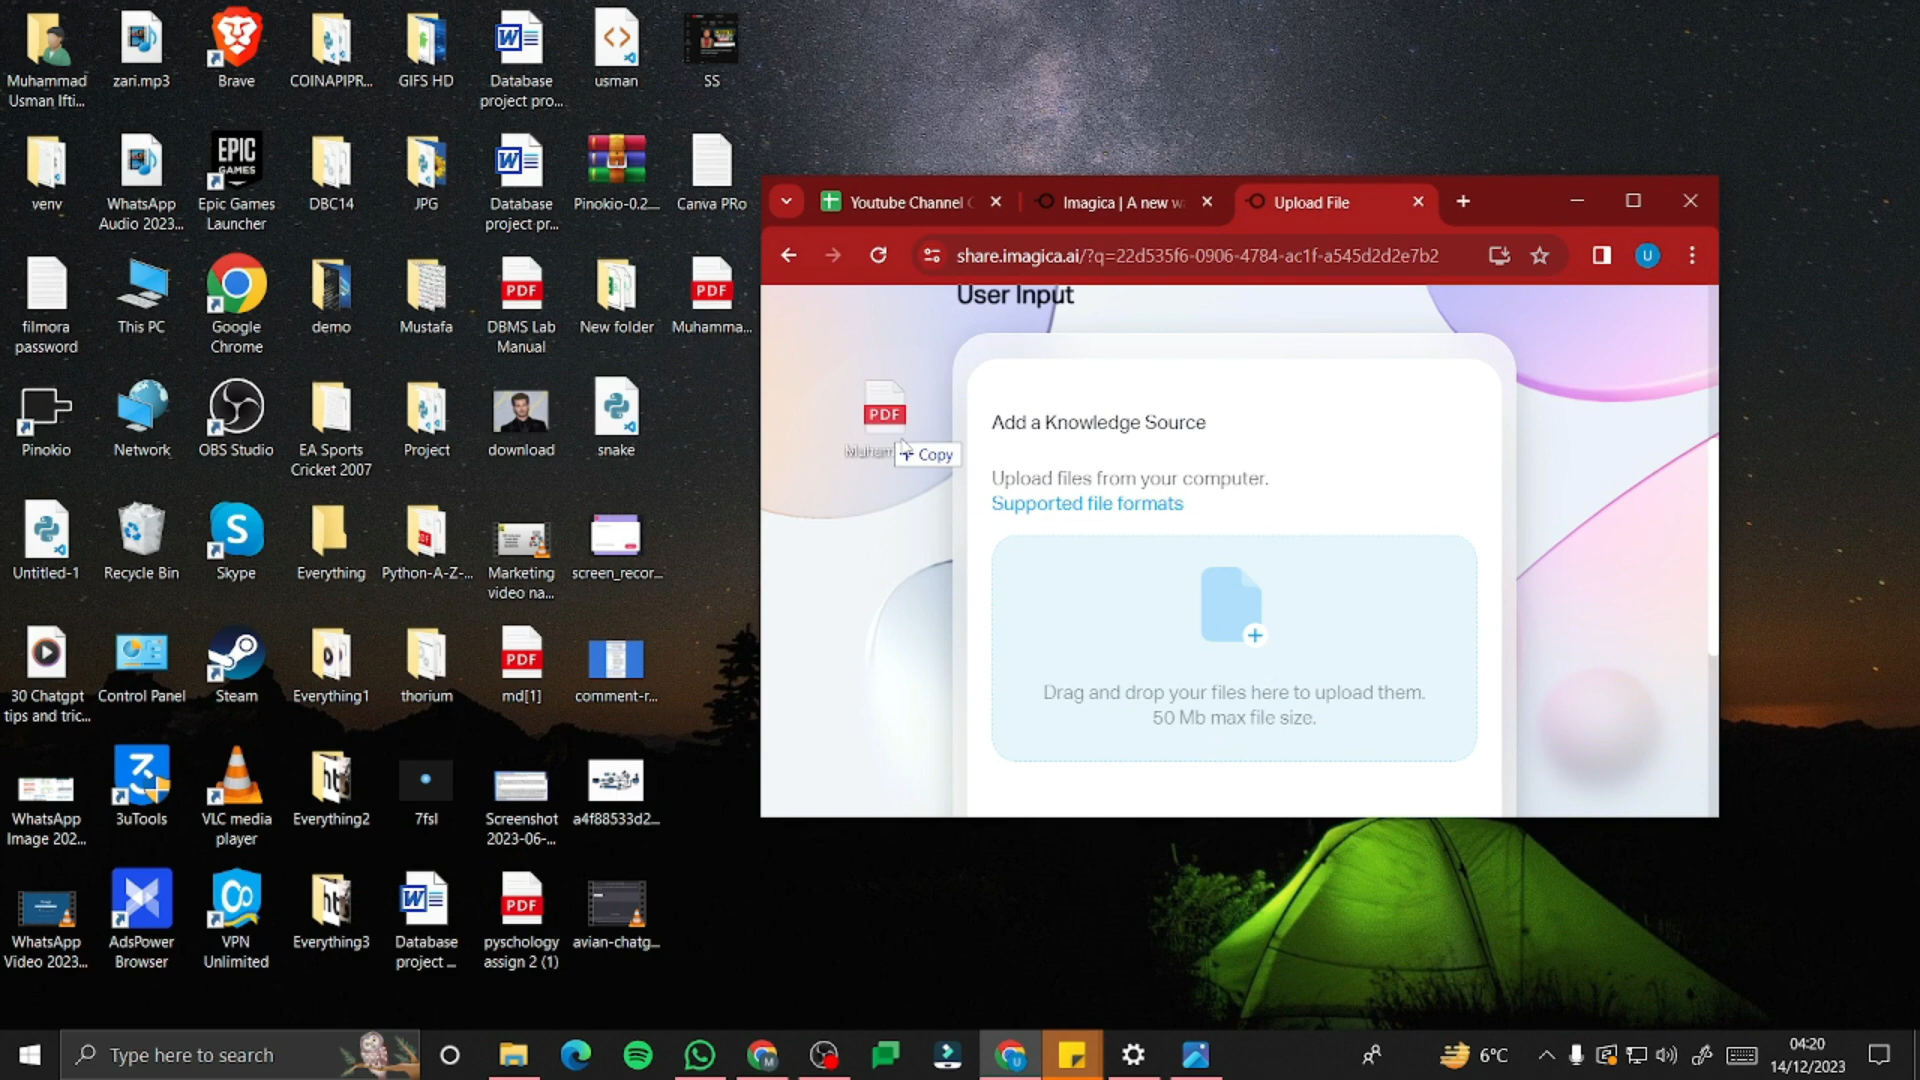 Muhammad
Usman Ifti...
zari.mp3
Brave
COINAPIPR...
GIFS HD
Database
project pro...
usman
SS
venv
WhatsApp
Audio 2023...
EPIC
GAMES
Epic Games
Launcher
DBC14
JPG
Database
project pr...
Pinokio-0.2...
Canva PRo
filmora
password
This PC
Google
Chrome
demo
Mustafa
PDF
DBMS Lab
Manual
New folder
PDF
Muhamma...
Pinokio
Network
OBS Studio
EA Sports
Cricket 2007
Project
download
snake
Untitled-1
Recycle Bin
Skype
Everything
Python-A-Z-...
Marketing
video na...
screen_recor...
30 Chatgpt
tips and tric...
Control Panel
Steam
Everything1
thorium
PDF
md[1]
comment-r...
WhatsApp
Image 202...
3uTools
VLC media
player
Everything2
7fsl
Screenshot
2023-06-...
a4f88533d2...
WhatsApp
Video 2023...
AdsPower
Browser
VPN
Unlimited
Everything3
Database
project ...
PDF
pyschology
assign 2 (1)
avian-chatg...
Youtube Channel
Imagica | A new w
Upload File
share.imagica.ai/?q=22d535f6-0906-4784-ac1f-a545d2d2e7b2
U
User Input
PDF
Muham
Copy
Add a Knowledge Source
Upload files from your computer.
Supported file formats
Drag and drop your files here to upload them.
50 Mb max file size.
Type here to search
6°C
04:20
14/12/2023